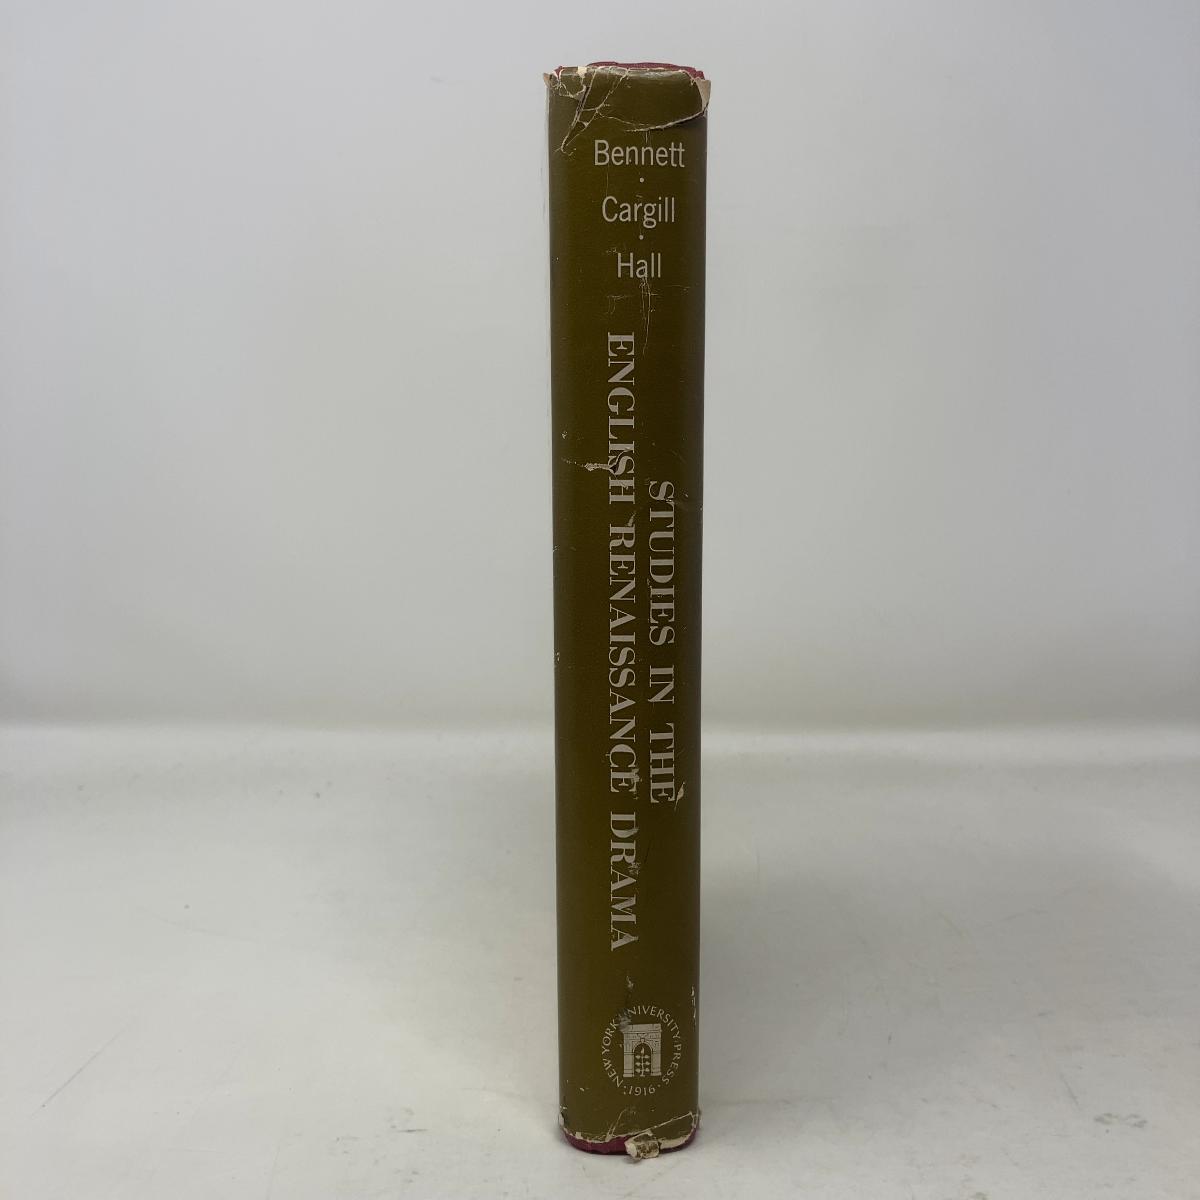 Bennett
·
Cargill
·
Hall
STUDIES IN THE
ENGLISH RENAISSANCE DRAMA
NEW YORK UNIVERSITY PRESS · 1916 ·